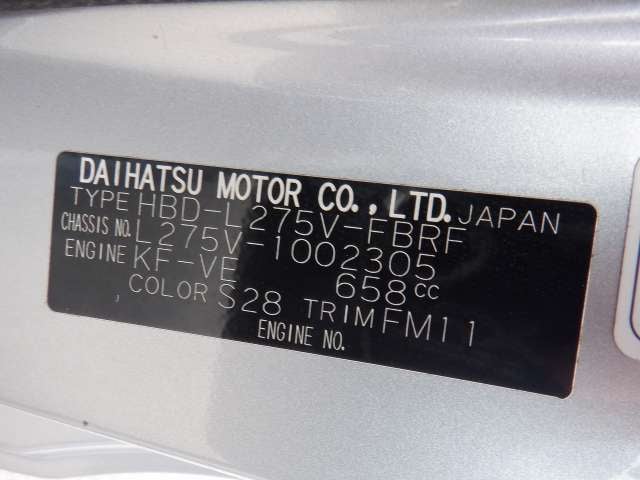 DAIHATSU MOTOR CO., LTD. JAPAN
TYPE HBD-L275V-FBRF
CHASSIS NO. L275V-1002305
ENGINE KF-VE 658cc
COLOR S28 TRIM FM11
ENGINE NO.